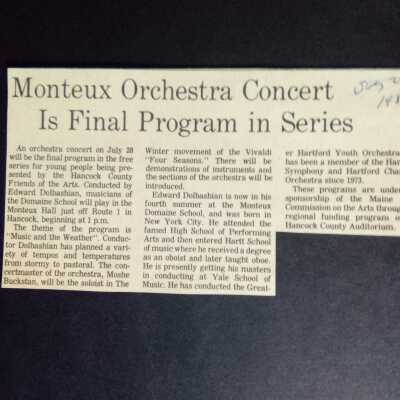 Monteux Orchestra Concert
Is Final Program in Series
July
198
An orchestra concert on July 28
will be the final program in the free
series for young people being pre-
sented by the Hancock County
Friends of the Arts. Conducted by
Edward Dolbashian, musicians of
the Domaine School will play in the
Monteux Hall just off Route 1 in
Hancock, beginning at 1 p.m.
The theme of the program is
"Music and the Weather". Conduc-
tor Dolbashian has planned a vari-
ety of tempos and temperatures
from stormy to pastoral. The con-
certmaster of the orchestra, Moshe
Buckstan, will be the soloist in The
Winter movement of the Vivaldi
"Four Seasons." There will be
demonstrations of instruments and
the sections of the orchestra will be
introduced.
Edward Dolbashian is now in his
fourth summer at the Monteux
Domaine School, and was born in
New York City. He attended the
famed High School of Performing
Arts and then entered Hartt School
of music where he received a degree
as an oboist and later taught oboe.
He is presently getting his masters
in conducting at Yale School of
Music. He has conducted the Great-
er Hartford Youth Orchestra
has been a member of the Har
Symphony and Hartford Cham
Orchestra since 1973.
These programs are under
sponsorship of the Maine
Commission on the Arts throug
regional funding program
Hancock County Auditorium.